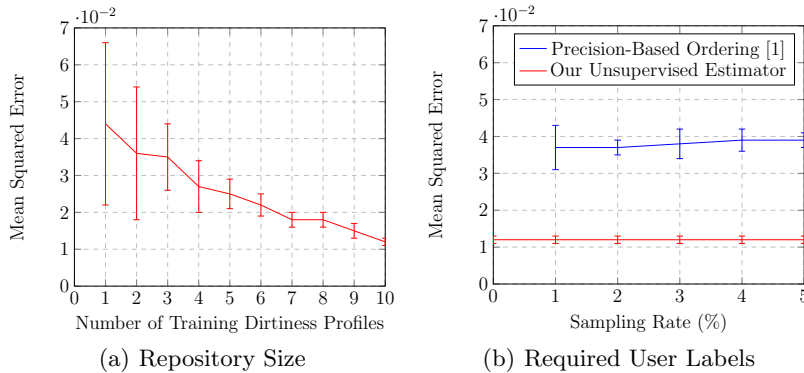 ·10⁻²
7
6
5
4
3
2
1
0
Mean Squared Error
0 1 2 3 4 5 6 7 8 9 10
Number of Training Dirtiness Profiles
(a) Repository Size
·10⁻²
7
6
5
4
3
2
1
0
Mean Squared Error
Precision-Based Ordering [1]
Our Unsupervised Estimator
0 1 2 3 4 5
Sampling Rate (%)
(b) Required User Labels